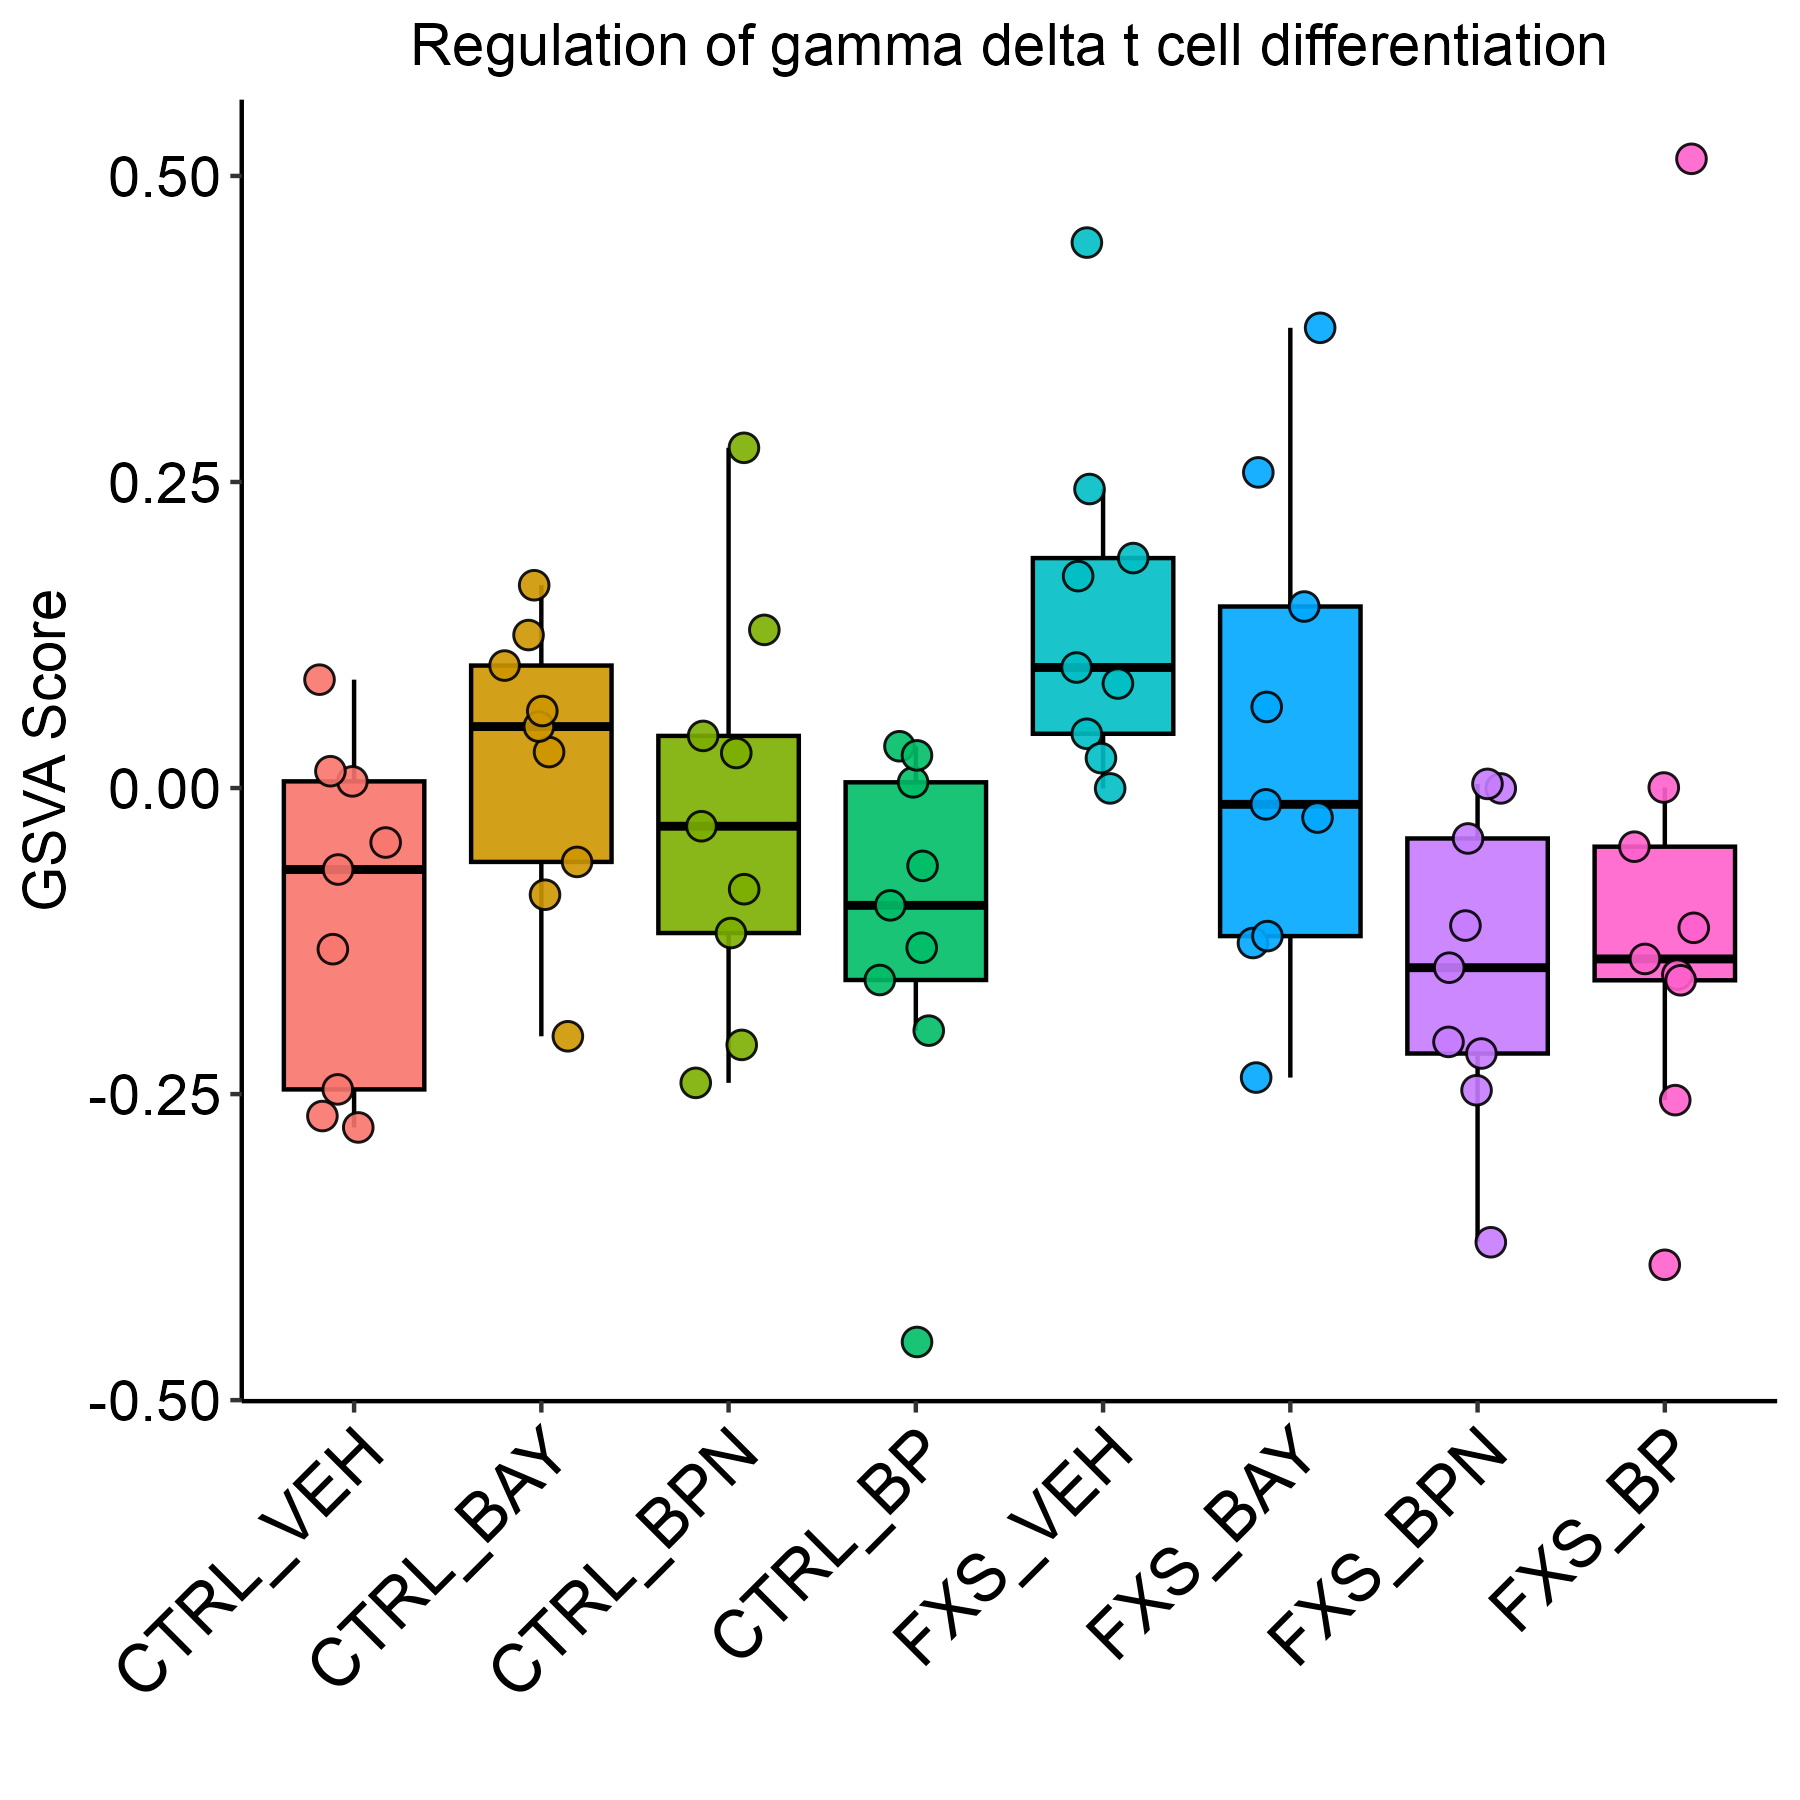 Regulation of gamma delta t cell differentiation
GSVA Score
0.50
0.25
0.00
-0.25
-0.50
CTRL_VEH
CTRL_BAY
CTRL_BPN
CTRL_BP
FXS_VEH
FXS_BAY
FXS_BPN
FXS_BP